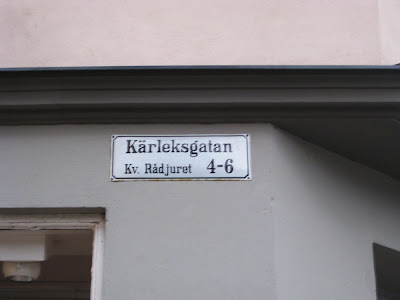 Kärleksgatan
Kv. Rådjuret 4-6